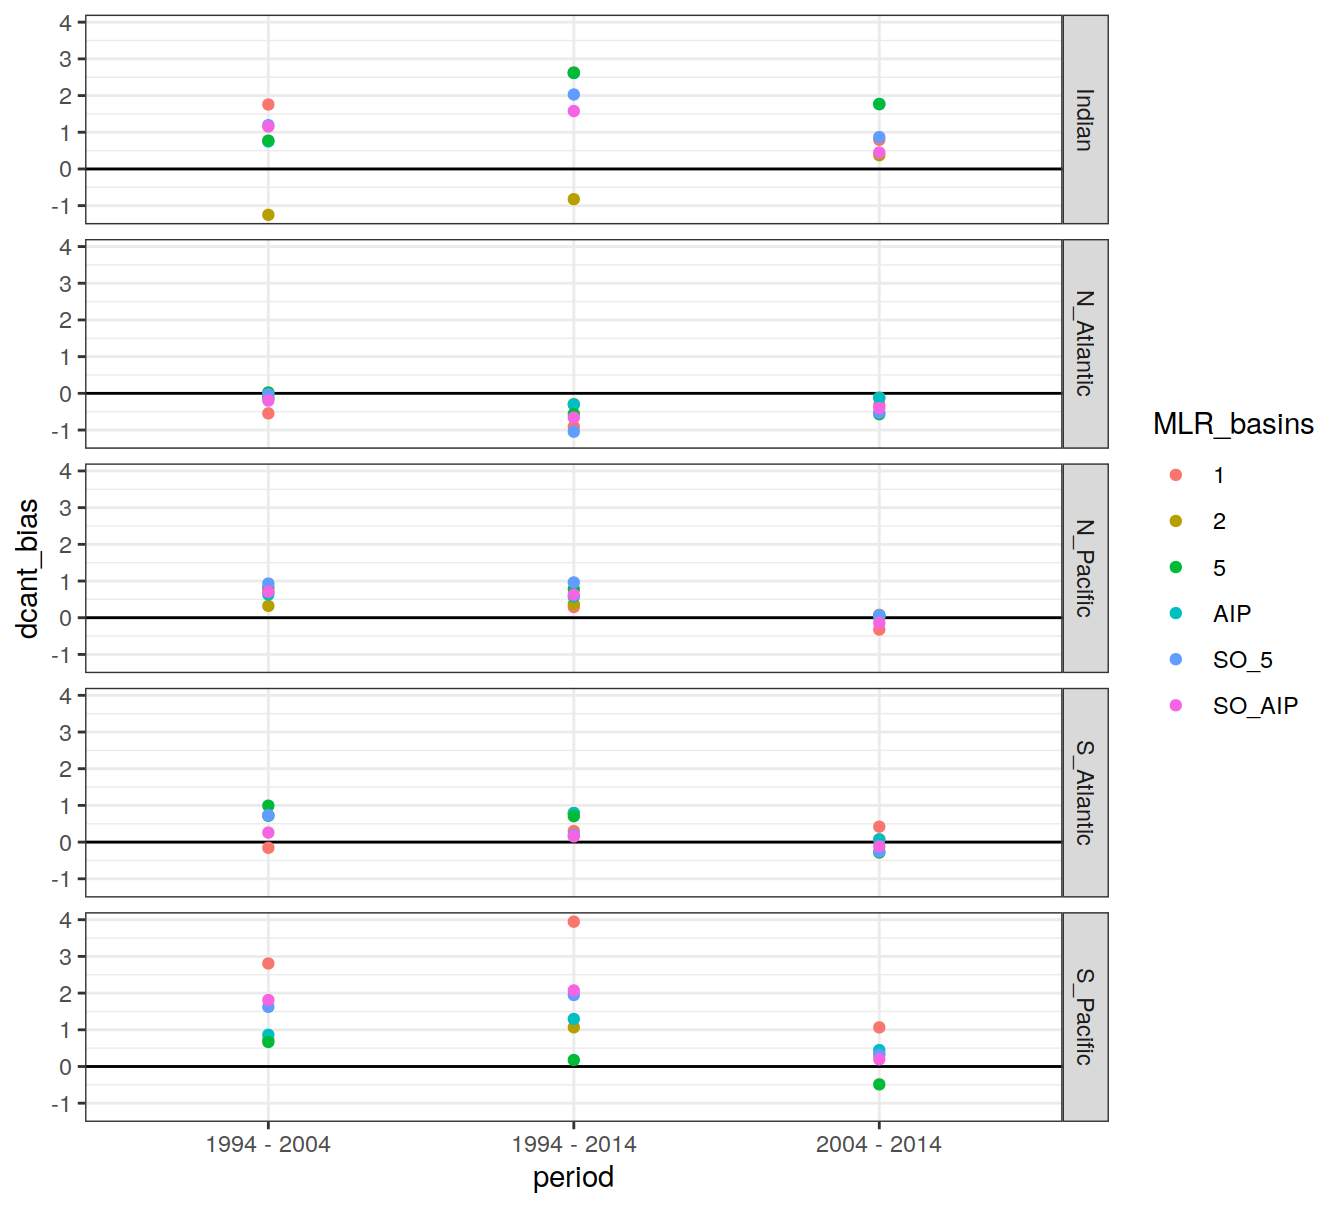 4
3
2
1
0
-1
Indian
4
3
2
1
0
-1
N_Atlantic
4
3
2
1
0
-1
N_Pacific
4
3
2
1
0
-1
S_Atlantic
4
3
2
1
0
-1
S_Pacific
dcant_bias
1994 - 2004
1994 - 2014
2004 - 2014
period
MLR_basins
1
2
5
AIP
SO_5
SO_AIP